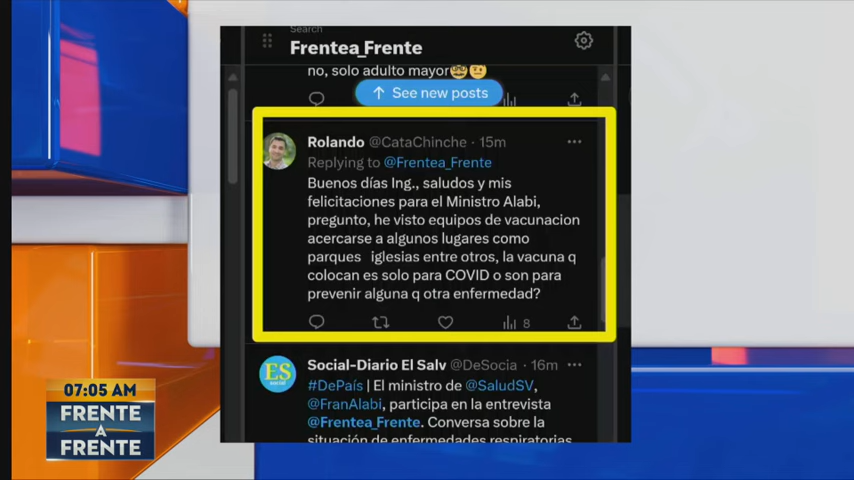 Search
Frentea_Frente
no, solo adulto mayor🤓🤨
↑ See new posts
Rolando @CataChinche · 15m
Replying to @Frentea_Frente
Buenos días Ing., saludos y mis
felicitaciones para el Ministro Alabi,
pregunto, he visto equipos de vacunacion
acercarse a algunos lugares como
parques iglesias entre otros, la vacuna q
colocan es solo para COVID o son para
prevenir alguna q otra enfermedad?
8
ES
social
Social-Diario El Salv @DeSocia · 16m
#DePaís | El ministro de @SaludSV,
@FranAlabi, participa en la entrevista
@Frentea_Frente. Conversa sobre la
situación de enfermedades respiratorias
07:05 AM
FRENTE
A
FRENTE